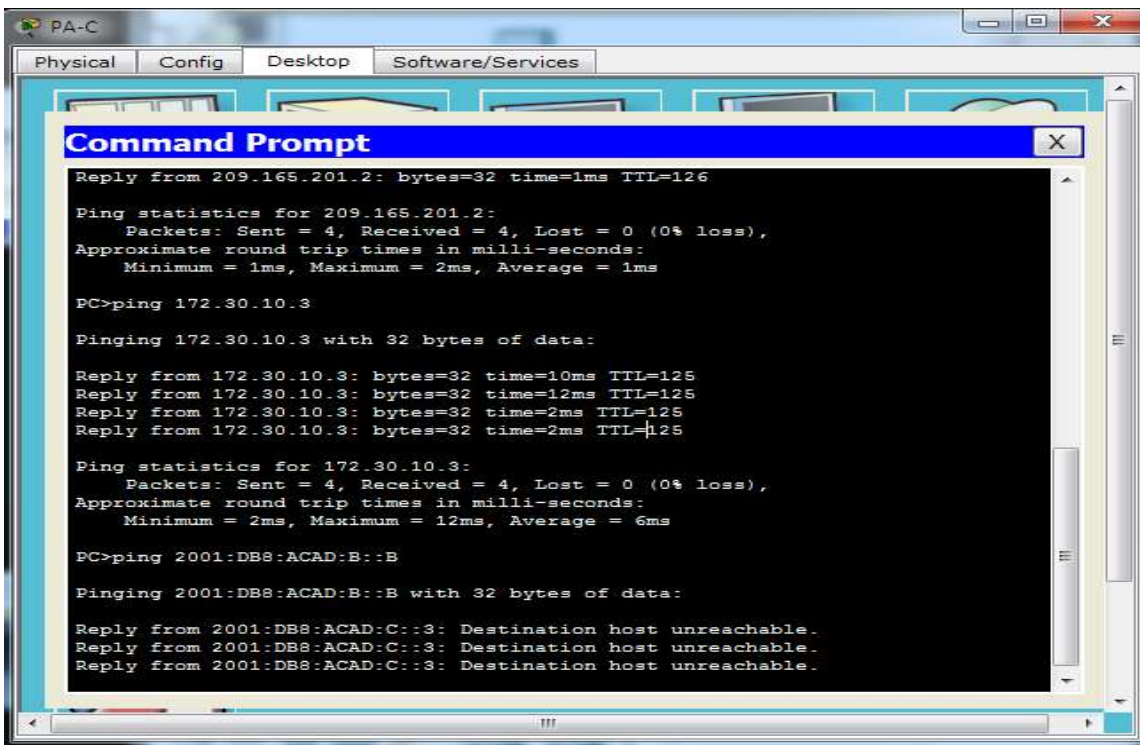 PA-C
Physical Config Desktop Software/Services
Command Prompt
X
Reply from 209.165.201.2: bytes=32 time=1ms TTL=126
Ping statistics for 209.165.201.2:
Packets: Sent = 4, Received = 4, Lost = 0 (0% loss),
Approximate round trip times in milli-seconds:
Minimum = 1ms, Maximum = 2ms, Average = 1ms
PC>ping 172.30.10.3
Pinging 172.30.10.3 with 32 bytes of data:
Reply from 172.30.10.3: bytes=32 time=10ms TTL=125
Reply from 172.30.10.3: bytes=32 time=12ms TTL=125
Reply from 172.30.10.3: bytes=32 time=2ms TTL=125
Reply from 172.30.10.3: bytes=32 time=2ms TTL=125
Ping statistics for 172.30.10.3:
Packets: Sent = 4, Received = 4, Lost = 0 (0% loss),
Approximate round trip times in milli-seconds:
Minimum = 2ms, Maximum = 12ms, Average = 6ms
PC>ping 2001:DB8:ACAD:B::B
Pinging 2001:DB8:ACAD:B::B with 32 bytes of data:
Reply from 2001:DB8:ACAD:C::3: Destination host unreachable.
Reply from 2001:DB8:ACAD:C::3: Destination host unreachable.
Reply from 2001:DB8:ACAD:C::3: Destination host unreachable.